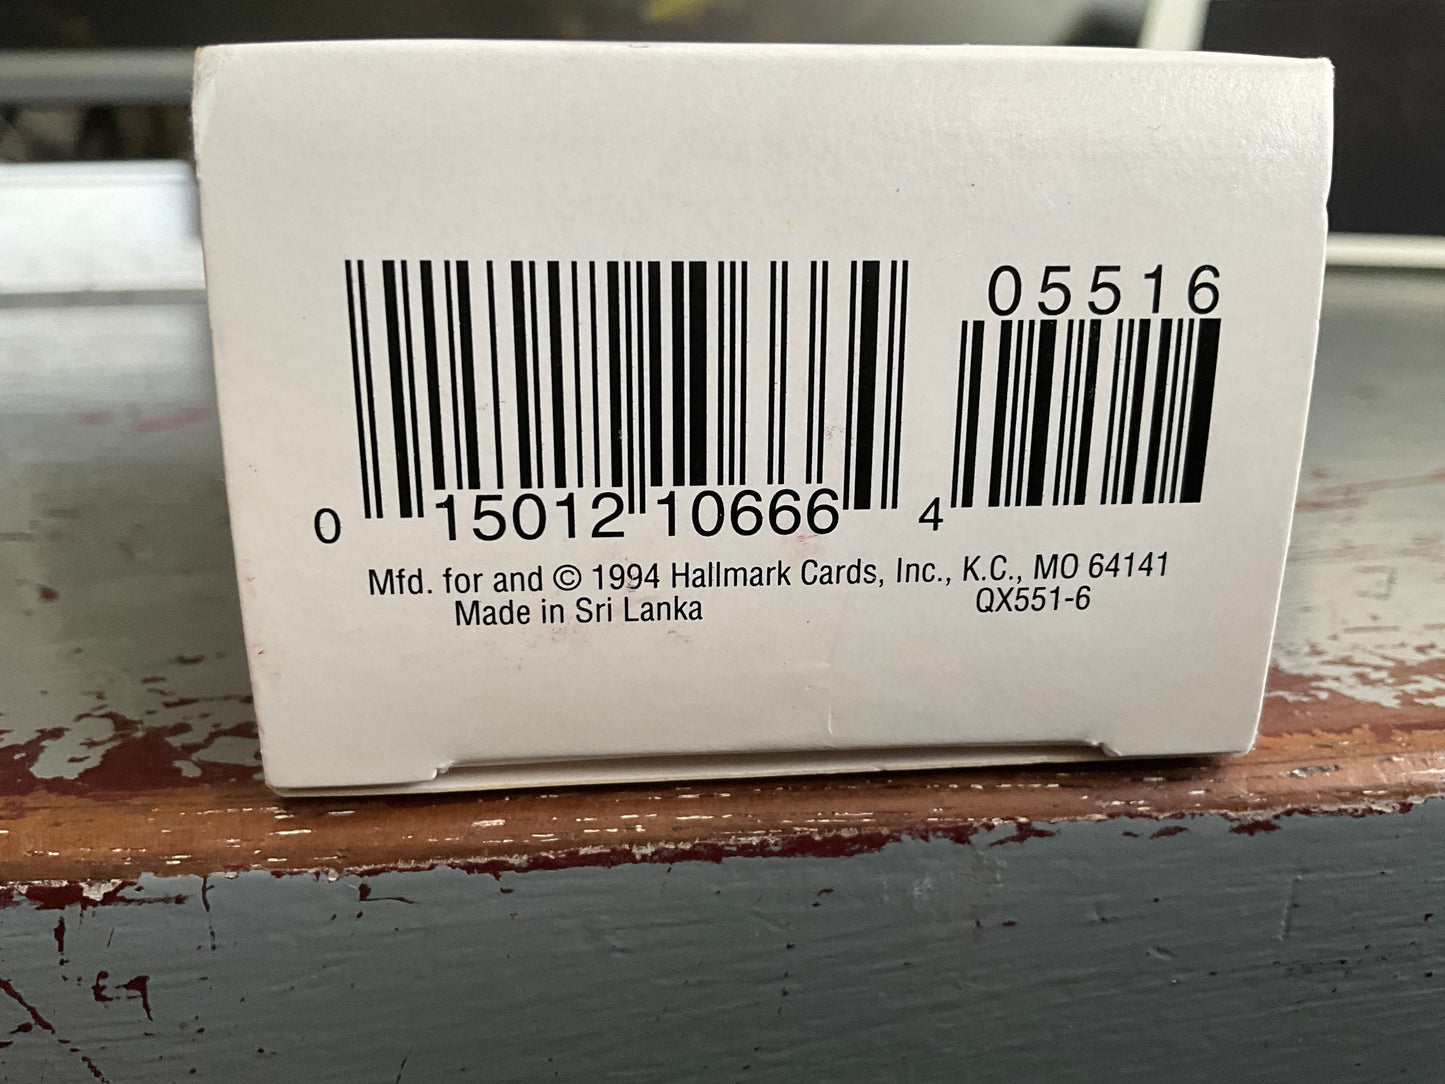 05516
0 15012 10666 4
Mfd. for and © 1994 Hallmark Cards, Inc., K.C., MO 64141
Made in Sri Lanka QX551-6